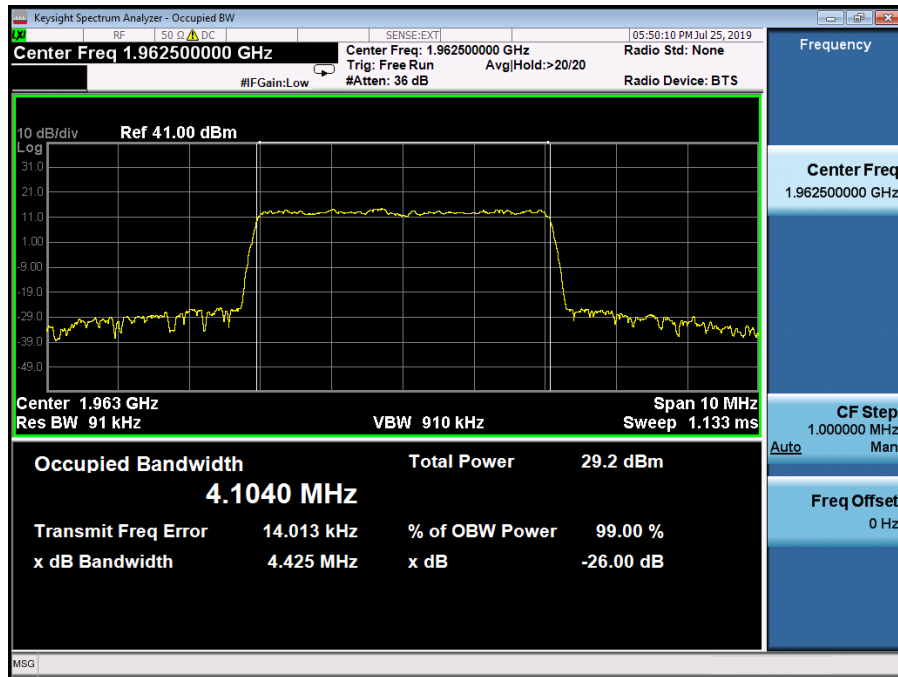 Keysight Spectrum Analyzer - Occupied BW
LXI RF 50 Ω DC SENSE:EXT 05:50:10 PM Jul 25, 2019
Center Freq 1.962500000 GHz
Center Freq: 1.962500000 GHz
Radio Std: None
Trig: Free Run Avg|Hold:>20/20
#IFGain:Low
#Atten: 36 dB
Radio Device: BTS
10 dB/div Ref 41.00 dBm
Log
31.0
21.0
11.0
1.00
-9.00
-19.0
-29.0
-39.0
-49.0
Center 1.963 GHz Span 10 MHz
Res BW 91 kHz VBW 910 kHz Sweep 1.133 ms
Occupied Bandwidth Total Power 29.2 dBm
4.1040 MHz
Transmit Freq Error 14.013 kHz % of OBW Power 99.00 %
x dB Bandwidth 4.425 MHz x dB -26.00 dB
MSG
Frequency
Center Freq
1.962500000 GHz
CF Step
1.000000 MHz
Auto Man
Freq Offset
0 Hz